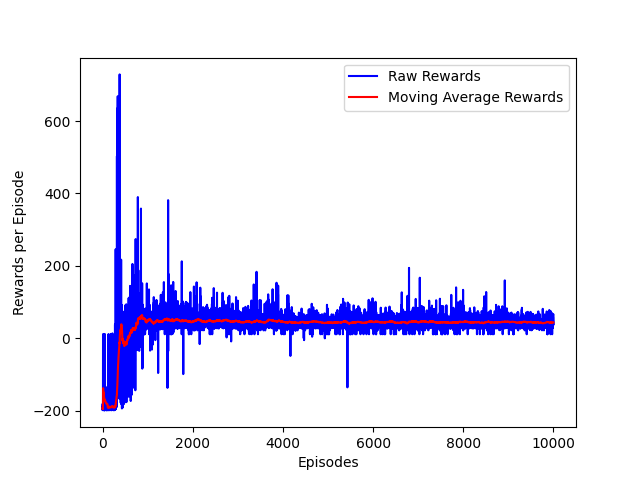 Raw Rewards
Moving Average Rewards
600
400
200
0
−200
Rewards per Episode
0 2000 4000 6000 8000 10000
Episodes